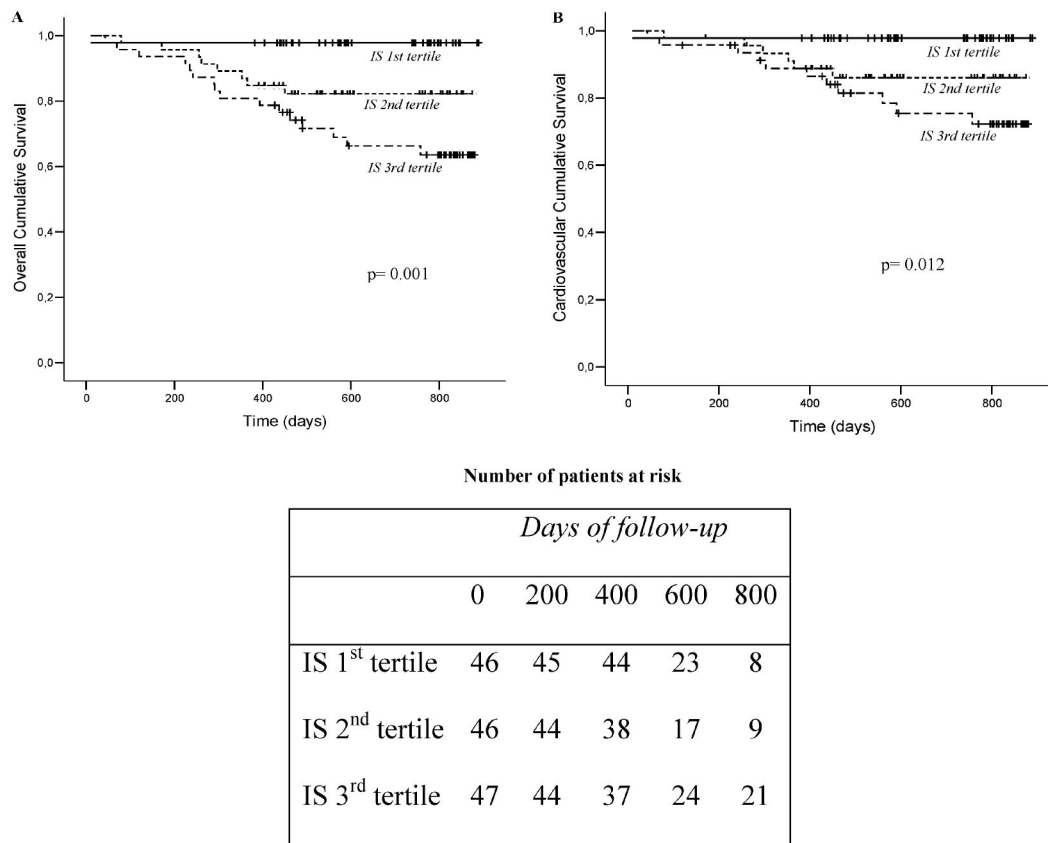 A
Overall Cumulative Survival
1,0
0,8
0,6
0,4
0,2
0,0
IS 1st tertile
IS 2nd tertile
IS 3rd tertile
p= 0.001
0 200 400 600 800
Time (days)
B
Cardiovascular Cumulative Survival
1,0
0,8
0,6
0,4
0,2
0,0
IS 1st tertile
IS 2nd tertile
IS 3rd tertile
p= 0.012
0 200 400 600 800
Time (days)
Number of patients at risk
Days of follow-up
0 200 400 600 800
IS 1st tertile 46 45 44 23 8
IS 2nd tertile 46 44 38 17 9
IS 3rd tertile 47 44 37 24 21